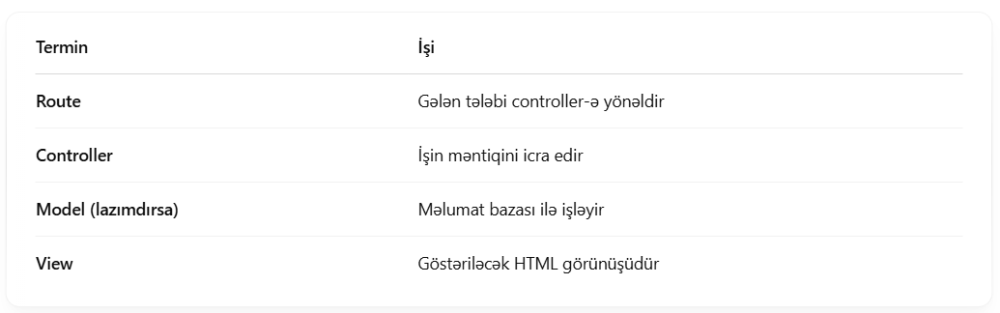 Termin İşi
Route Gələn tələbi controller-ə yönəldir
Controller İşin məntiqini icra edir
Model (lazımdırsa) Məlumat bazası ilə işləyir
View Göstəriləcək HTML görünüşüdür